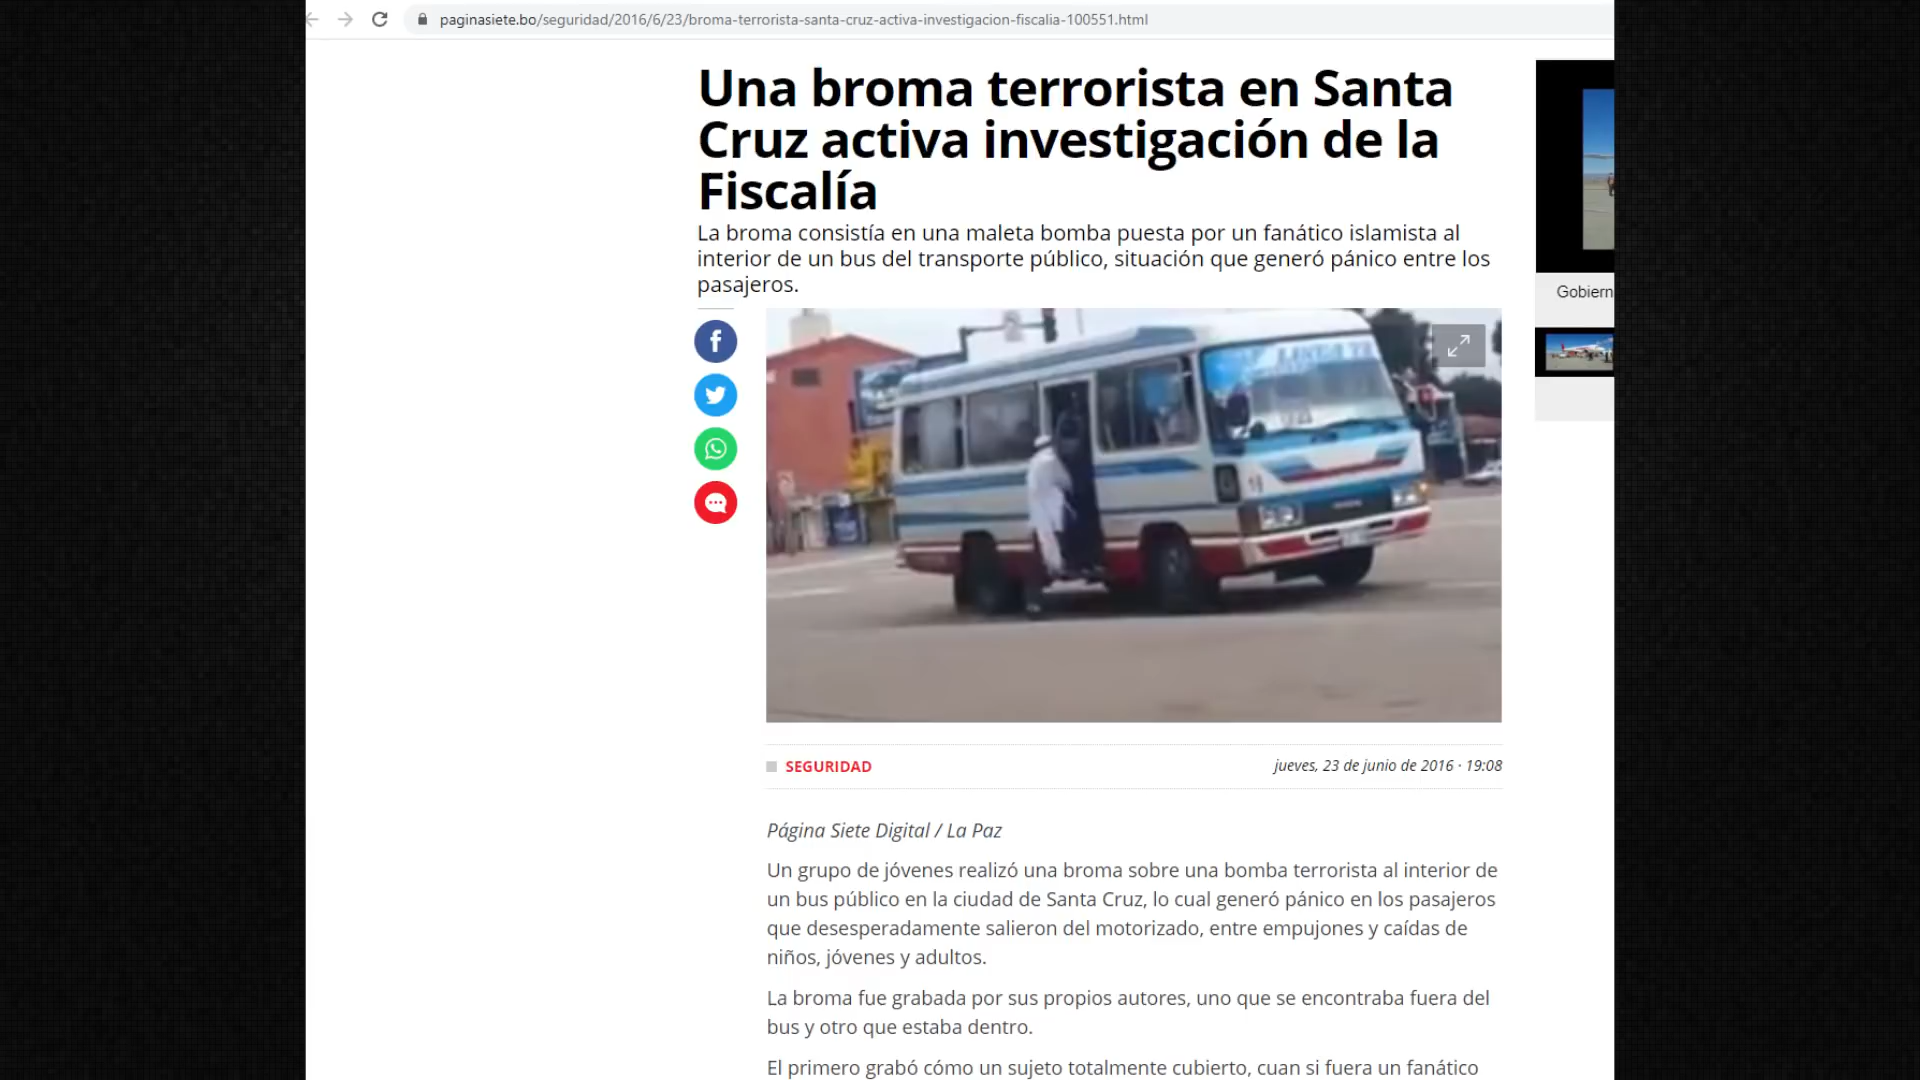 paginasiete.bo/seguridad/2016/6/23/broma-terrorista-santa-cruz-activa-investigacion-fiscalia-100551.html
Una broma terrorista en Santa
Cruz activa investigación de la
Fiscalía
La broma consistía en una maleta bomba puesta por un fanático islamista al
interior de un bus del transporte público, situación que generó pánico entre los
pasajeros.
Gobiern
SEGURIDAD
jueves, 23 de junio de 2016 · 19:08
Página Siete Digital / La Paz
Un grupo de jóvenes realizó una broma sobre una bomba terrorista al interior de
un bus público en la ciudad de Santa Cruz, lo cual generó pánico en los pasajeros
que desesperadamente salieron del motorizado, entre empujones y caídas de
niños, jóvenes y adultos.
La broma fue grabada por sus propios autores, uno que se encontraba fuera del
bus y otro que estaba dentro.
El primero grabó cómo un sujeto totalmente cubierto, cuan si fuera un fanático